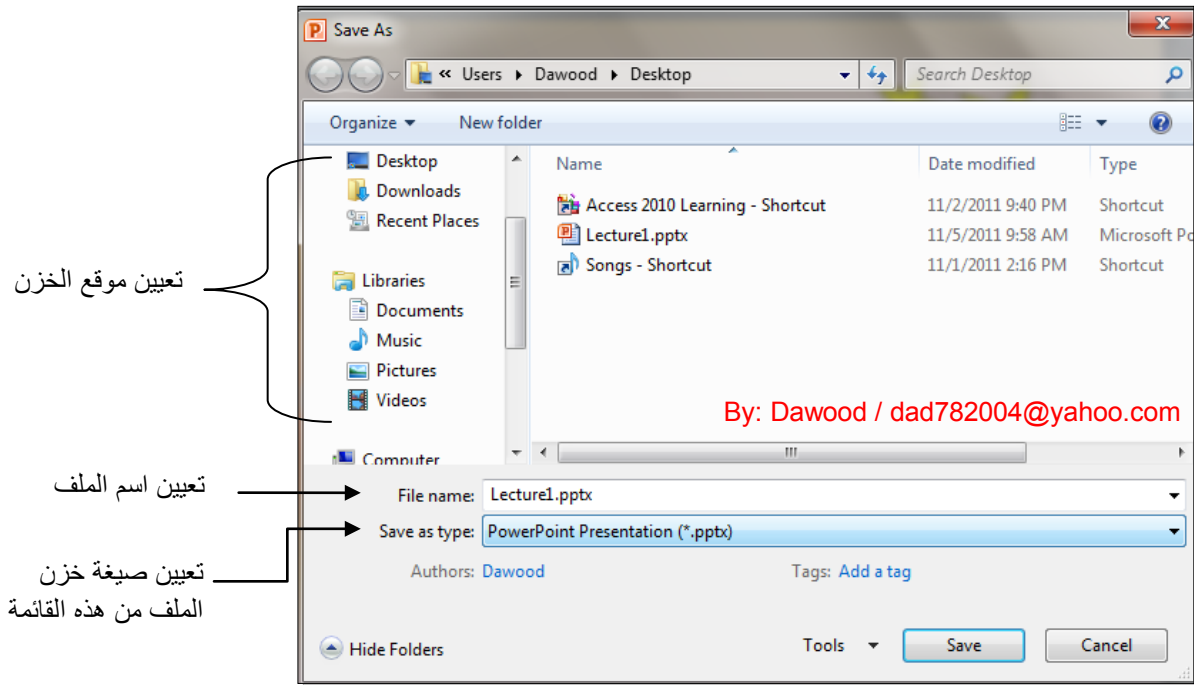 Save As
« Users Dawood Desktop
Search Desktop
Organize
New folder
Desktop
Downloads
Recent Places
Libraries
Documents
Music
Pictures
Videos
Computer
Name Date modified Type
Access 2010 Learning - Shortcut 11/2/2011 9:40 PM Shortcut
Lecture1.pptx 11/5/2011 9:58 AM Microsoft Po
Songs - Shortcut 11/1/2011 2:16 PM Shortcut
By: Dawood / dad782004@yahoo.com
تعيين موقع الخزن
تعيين اسم الملف
File name: Lecture1.pptx
Save as type: PowerPoint Presentation (*.pptx)
تعيين صيغة خزن
الملف من هذه القائمة
Authors: Dawood Tags: Add a tag
Hide Folders
Tools Save Cancel